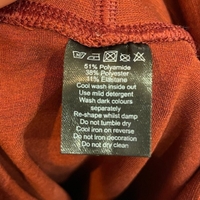 51% Polyamide
38% Polyester
11% Elastane
Cool wash inside out
Use mild detergent
Wash dark colours
separately
Re-shape whilst damp
Do not tumble dry
Cool iron on reverse
Do not iron decoration
Do not dry clean